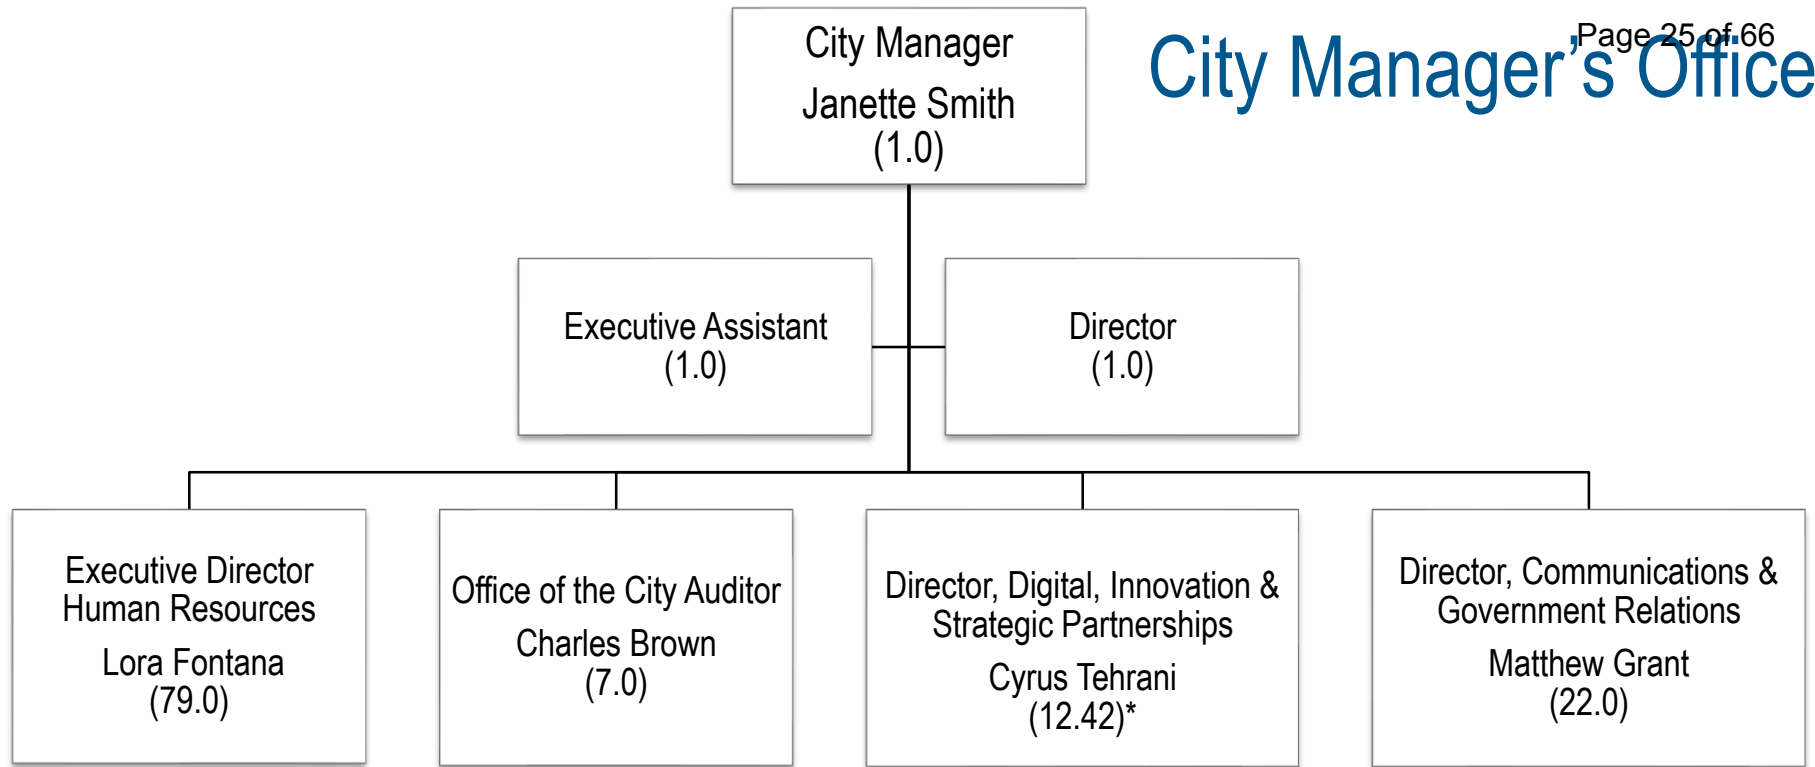 Page 25 of 66
City Manager’s Office
City Manager
Janette Smith
(1.0)
Executive Assistant
(1.0)
Director
(1.0)
Executive Director
Human Resources
Lora Fontana
(79.0)
Office of the City Auditor
Charles Brown
(7.0)
Director, Digital, Innovation &
Strategic Partnerships
Cyrus Tehrani
(12.42)*
Director, Communications &
Government Relations
Matthew Grant
(22.0)